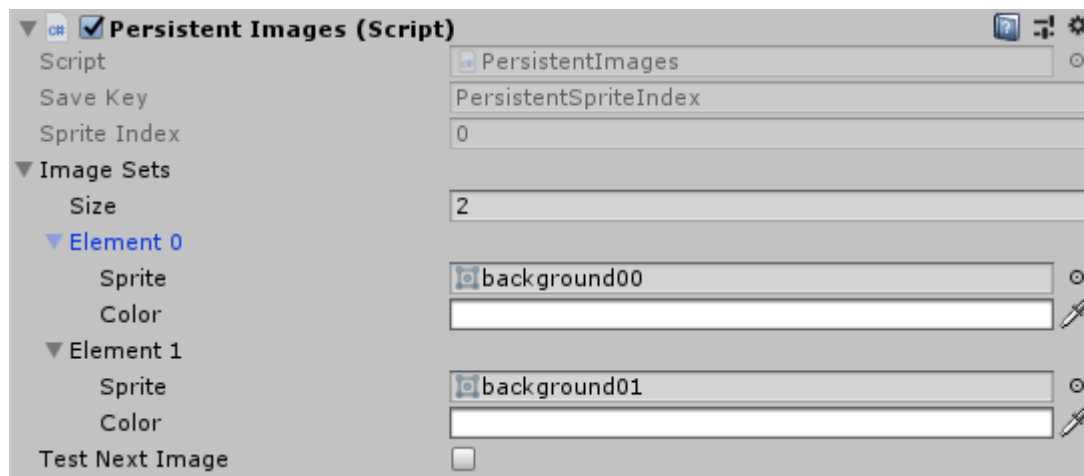 Persistent Images (Script)
Script PersistentImages
Save Key PersistentSpriteIndex
Sprite Index 0
Image Sets
Size 2
Element 0
Sprite background00
Color
Element 1
Sprite background01
Color
Test Next Image